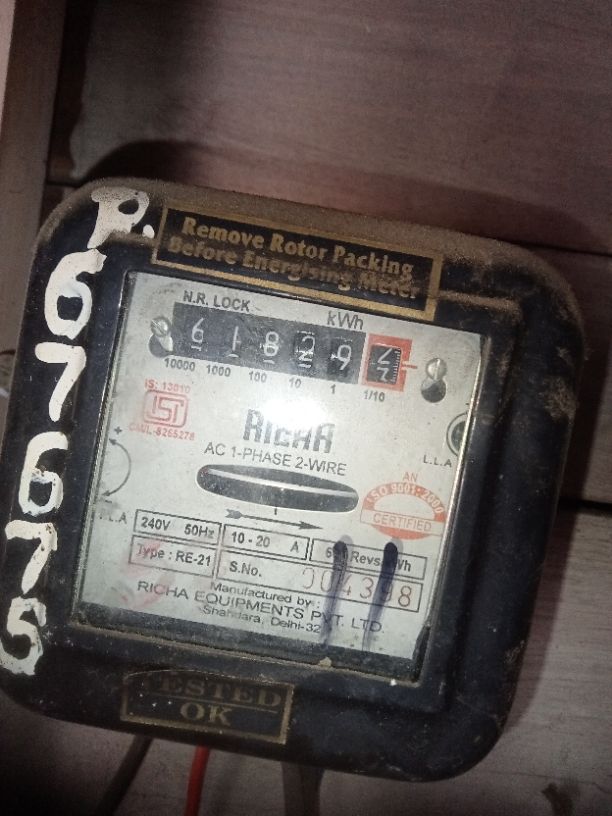 P.
67675
Remove Rotor Packing
Before Energising Meter
N.R. LOCK
kWh
6 1 8 2 9
10000 1000 100 10 1 1/10
IS: 13010
CM/L-8265278
RICHA
AC 1-PHASE 2-WIRE
L.L.A
AN
ISO 9001: 2000
CERTIFIED
240V 50Hz
10 - 20 A
Revs/kWh
Type : RE-21
S.No.
Manufactured by :
RICHA EQUIPMENTS PVT. LTD.
Shahdara, Delhi-32
TESTED
OK